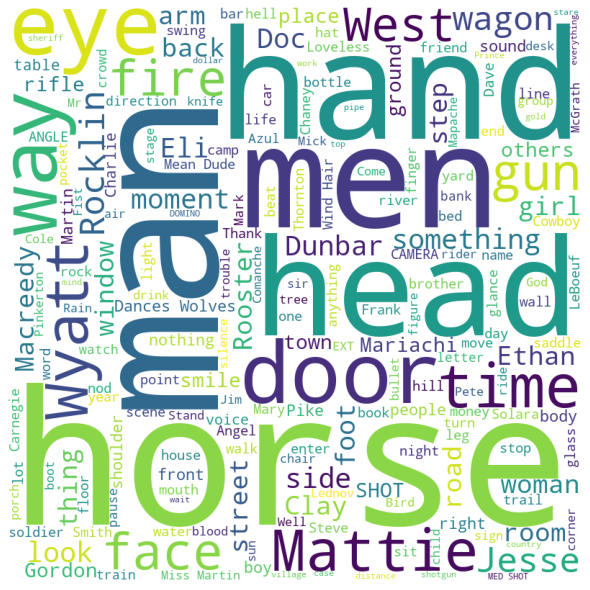 eye
arm
back
table
rifle
sheriff
swing
bar
hell
place
hat
Loveless
dollar
crowd
West
Doc
wagon
friend
sound
desk
stare
everything
Prince
work
bottle
ground
step
Dave
group
gold
line
McGrath
fire
hand
way
ANGLE
Mr
pocket
Fist
Charlie
direction
knife
stage
Eli
camp
Mean Dude
life
car
Azul
Mick
Chaney
pipe
top
Mapache
end
others
Rocklin
Martin
Cole
air
moment
DOMINO
man
men
Wind Hair
Mark
beat
Thank
Thornton
finger
Come
river
yard
bank
bed
gun
girl
Cowboy
Macreedy
Pinkerton
rock
mind
Rain
Wyatt
window
light
drink
trouble
Dances Wolves
Rooster
silence
Comanche
head
Dunbar
CAMERA
rider
something
name
LeBoeuf
sir
tree
one
anything
Frank
brother
God
wall
glance
Carnegie
word
watch
nod
year
nothing
smile
point
scene
Stand
Jim
town
EXT
figure
Mariachi
bullet
letter
move
day
hill
Pete
ride
saddle
Ethan
door
time
horse
lot
thing
shoulder
pause
boot
porch
floor
house
front
mouth
wait
voice
Angel
walk
enter
chair
Mary
Pike
foot
book
people
money
Solara
turn
leg
night
stop
body
glass
woman
trail
corner
side
road
Clay
SHOT
Lednov
Bird
Steve
right
sit
child
sign
country
room
street
look
face
soldier
Smith
water
blood
Well
sun
boy
Gordon
train
Miss Martin
village
case
distance
shotgun
Mattie
MED SHOT
Jesse